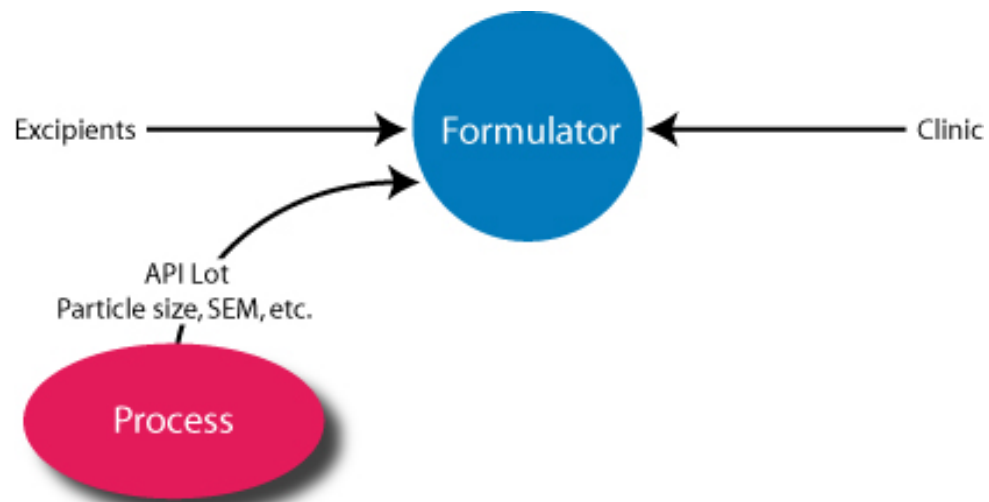 Excipients
Formulator
Clinic
API Lot
Particle size, SEM, etc.
Process